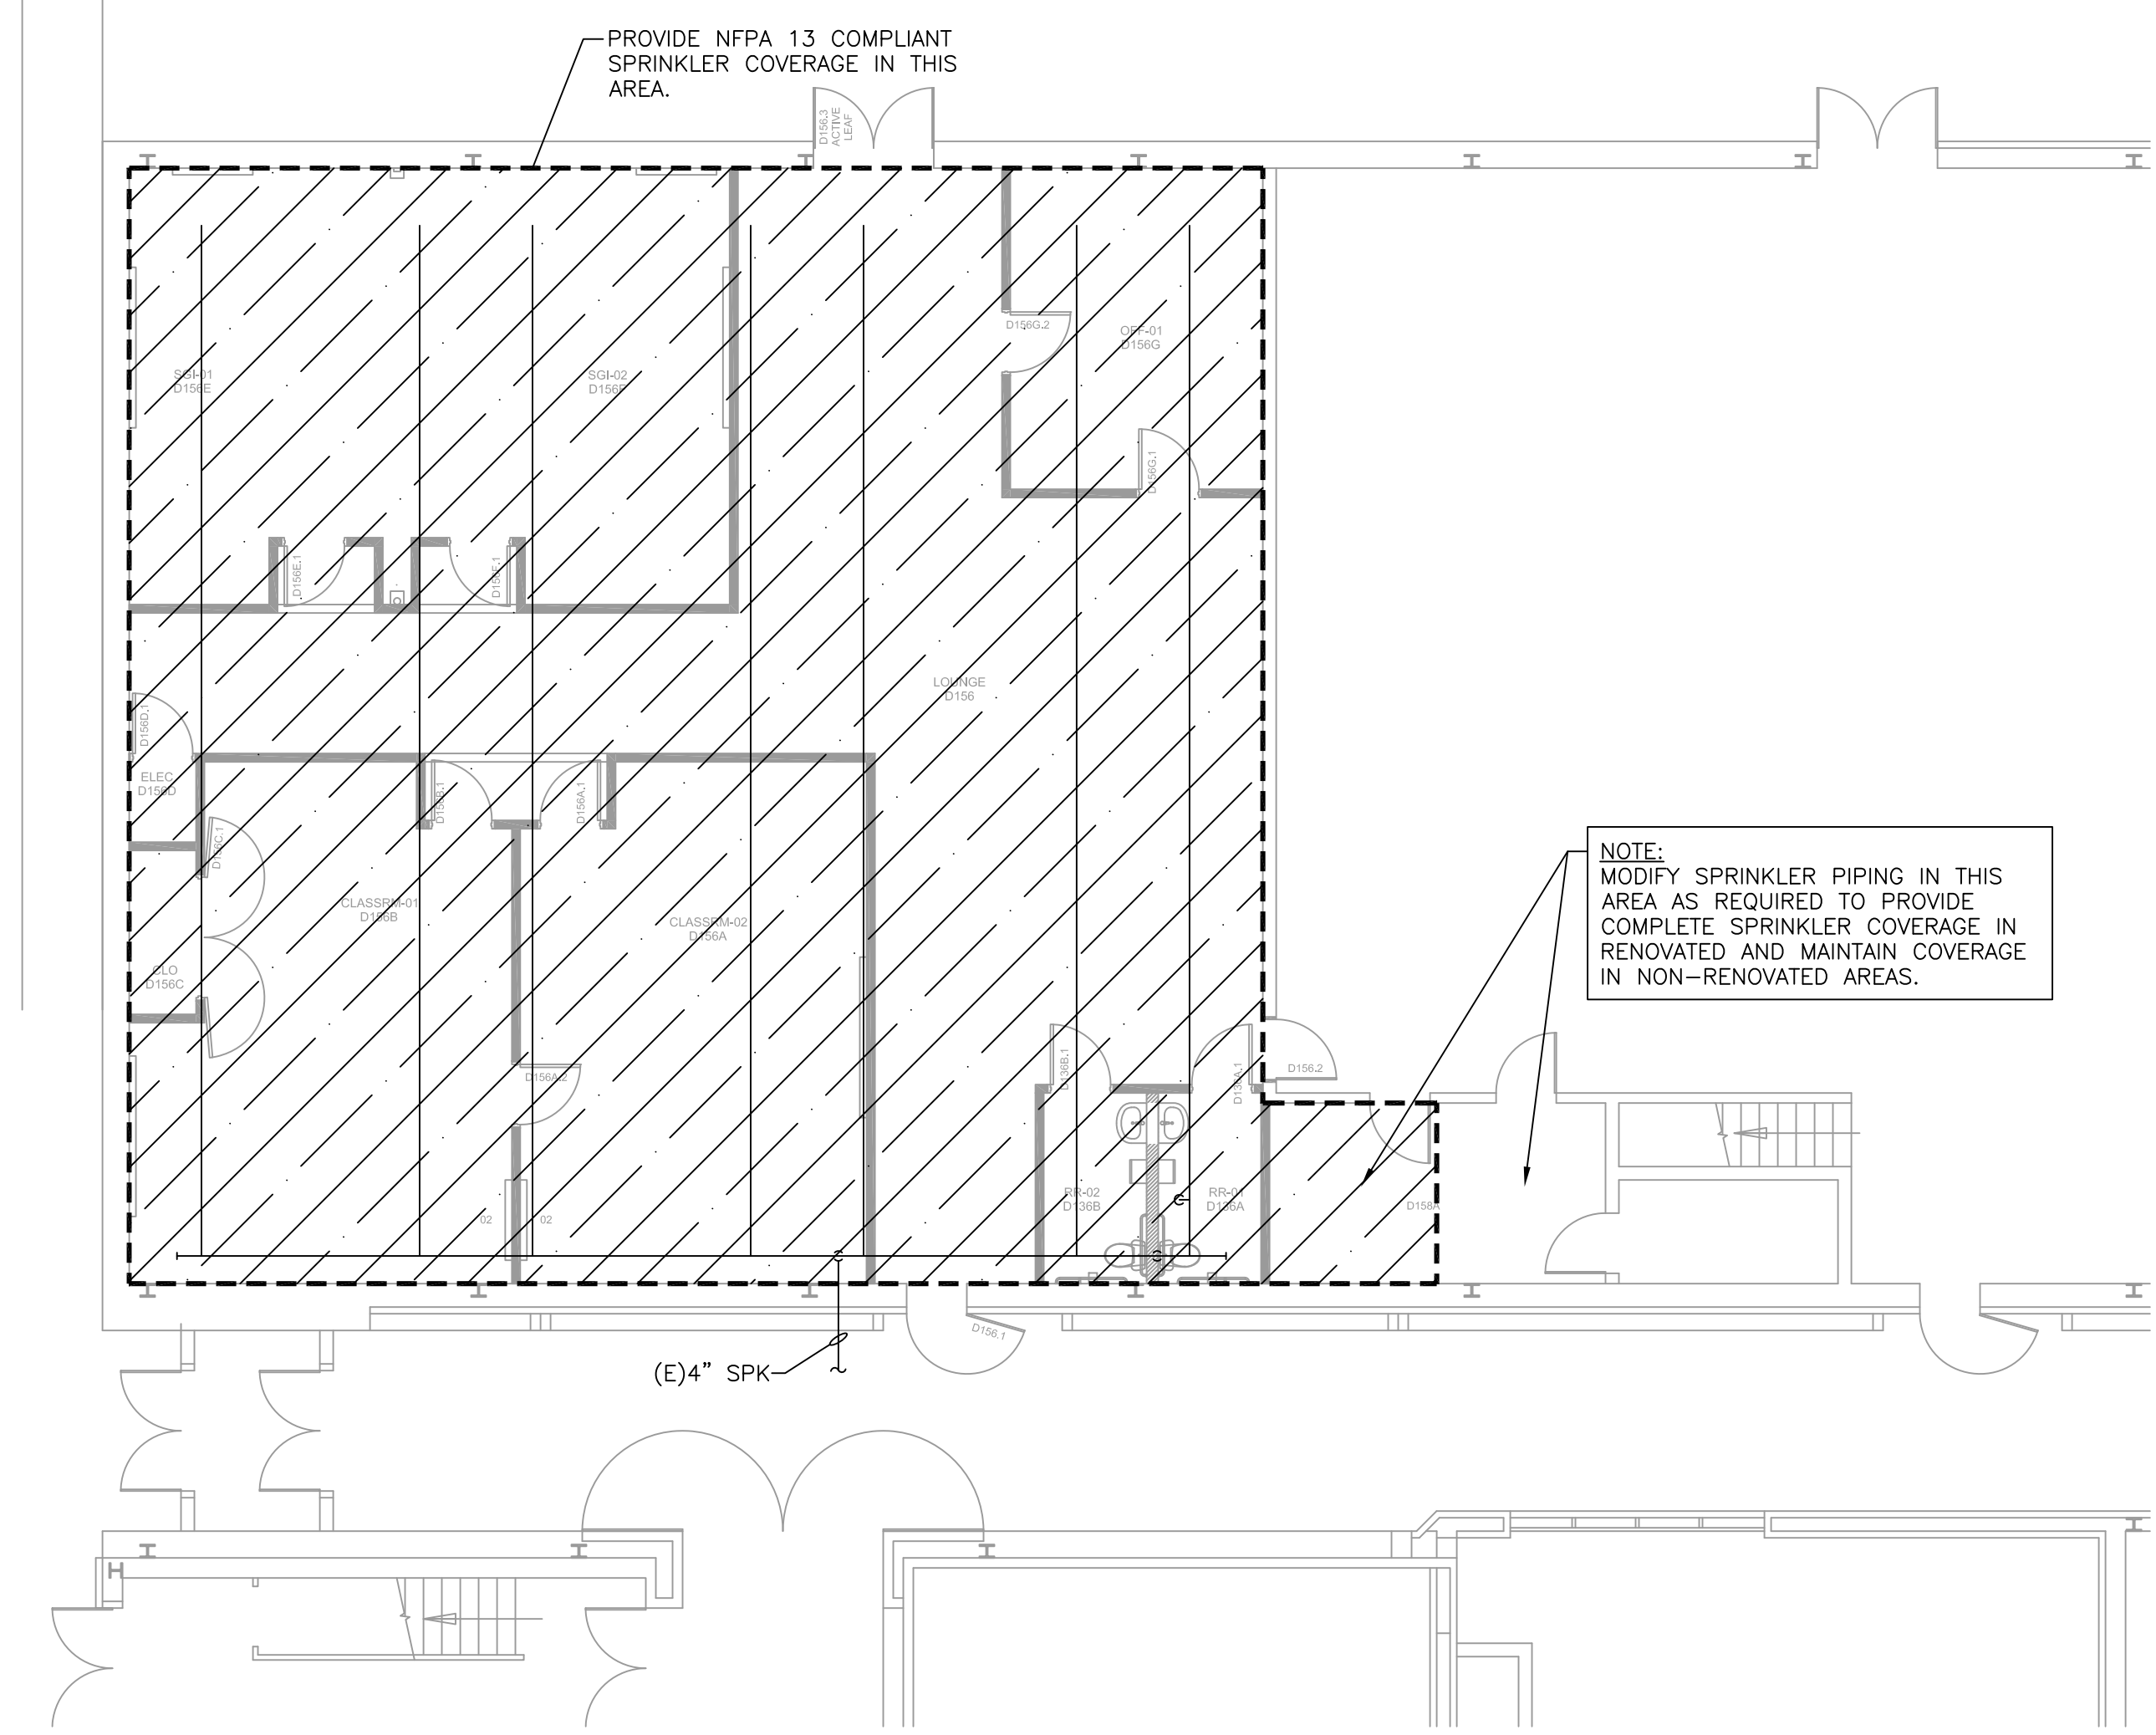 PROVIDE NFPA 13 COMPLIANT
SPRINKLER COVERAGE IN THIS
AREA.
D156.3
ACTIVE
LEAF
D156G.2
OFF-01
D156G
SGI-01
D156E
SGI-02
D156F
D156G.1
D156E.1
D156F.1
LOUNGE
D156
D156D.1
ELEC
D156D
D156B.1
D156A.1
D156C.1
CLASSRM-01
D156B
CLASSRM-02
D156A
CLO
D156C
NOTE:
MODIFY SPRINKLER PIPING IN THIS
AREA AS REQUIRED TO PROVIDE
COMPLETE SPRINKLER COVERAGE IN
RENOVATED AND MAINTAIN COVERAGE
IN NON-RENOVATED AREAS.
D156A.2
D136B.1
D136A.1
D156.2
RR-02
D136B
RR-01
D136A
D158A
02
02
D156.1
(E)4" SPK